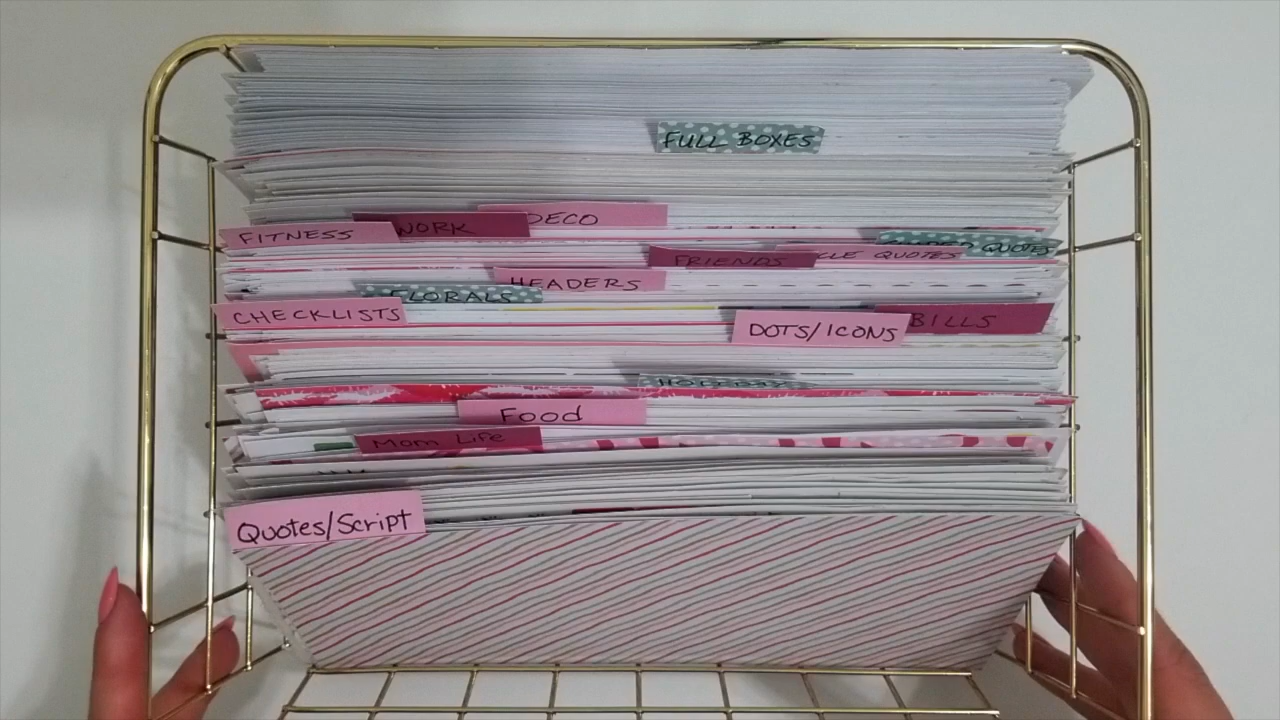 FULL BOXES
DECO
WORK
FITNESS
QUOTES
QUOTES
FRIENDS
HEADERS
FLORALS
CHECKLISTS
BILLS
DOTS/ICONS
Food
Mom Life
Quotes/Script